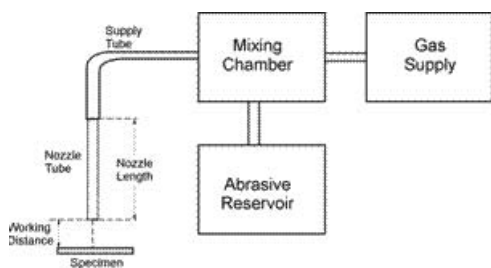 Supply
Tube
Mixing
Chamber
Gas
Supply
Nozzle
Tube
Nozzle
Length
Abrasive
Reservoir
Working
Distance
Specimen